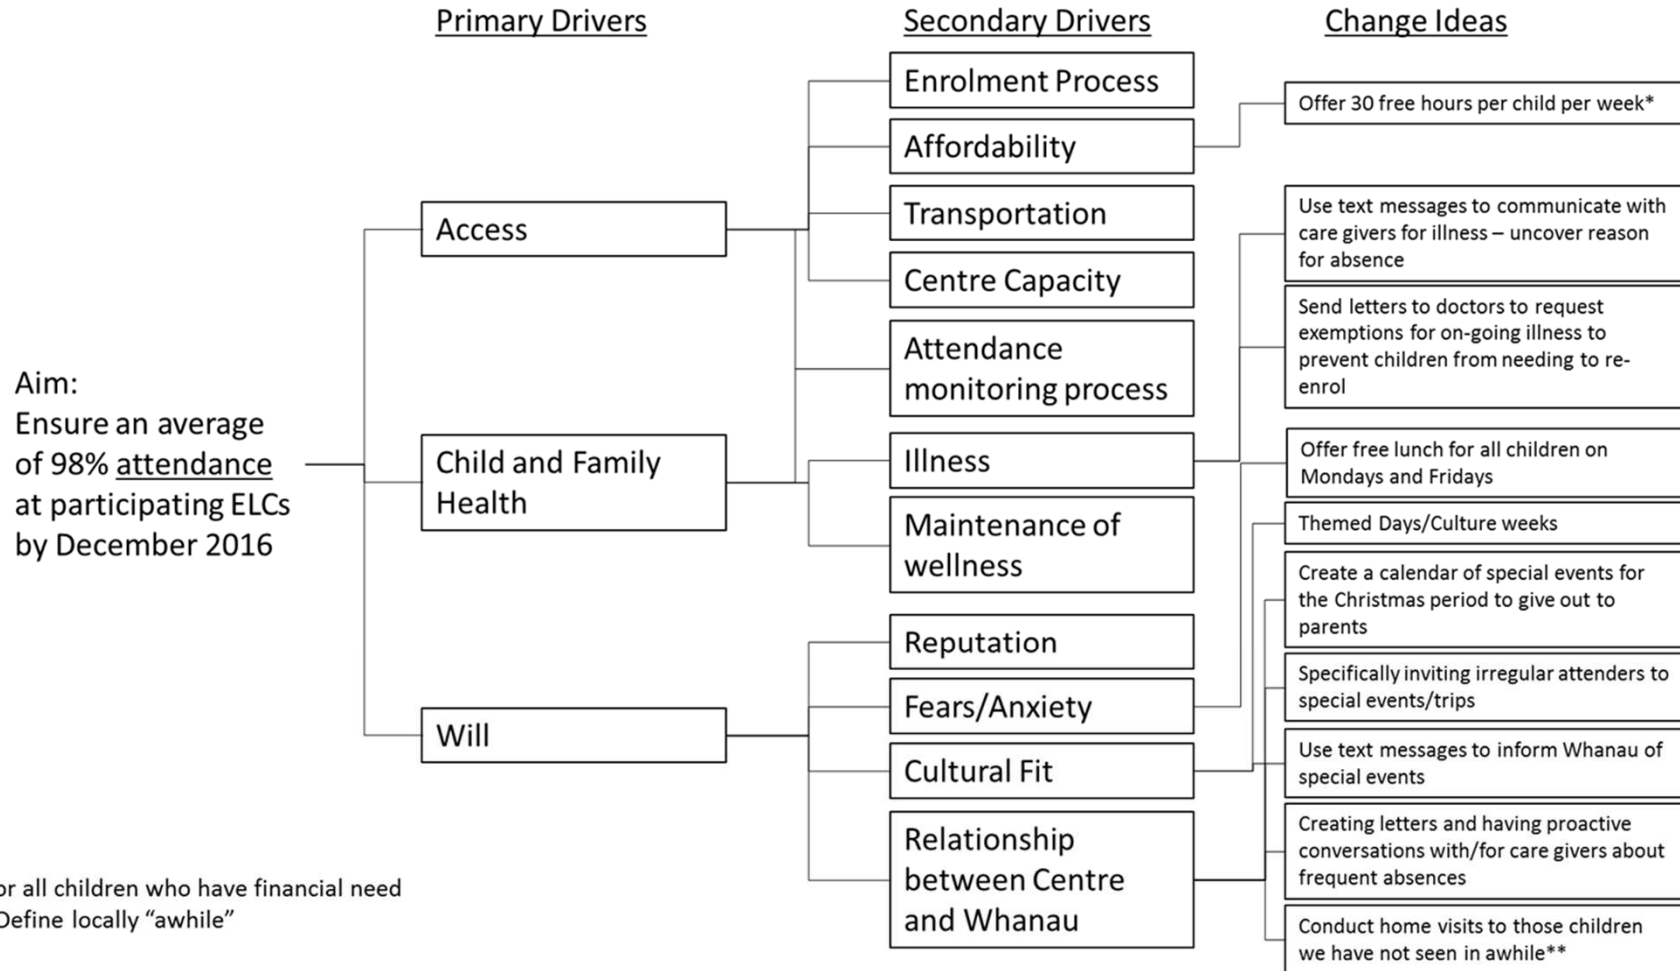 Primary Drivers
Secondary Drivers
Change Ideas
Aim:
Ensure an average
of 98% attendance
at participating ELCs
by December 2016
Access
Child and Family
Health
Will
Enrolment Process
Affordability
Transportation
Centre Capacity
Attendance
monitoring process
Illness
Maintenance of
wellness
Reputation
Fears/Anxiety
Cultural Fit
Relationship
between Centre
and Whanau
Offer 30 free hours per child per week*
Use text messages to communicate with
care givers for illness – uncover reason
for absence
Send letters to doctors to request
exemptions for on-going illness to
prevent children from needing to re-
enrol
Offer free lunch for all children on
Mondays and Fridays
Themed Days/Culture weeks
Create a calendar of special events for
the Christmas period to give out to
parents
Specifically inviting irregular attenders to
special events/trips
Use text messages to inform Whanau of
special events
Creating letters and having proactive
conversations with/for care givers about
frequent absences
Conduct home visits to those children
we have not seen in awhile**
or all children who have financial need
Define locally “awhile”